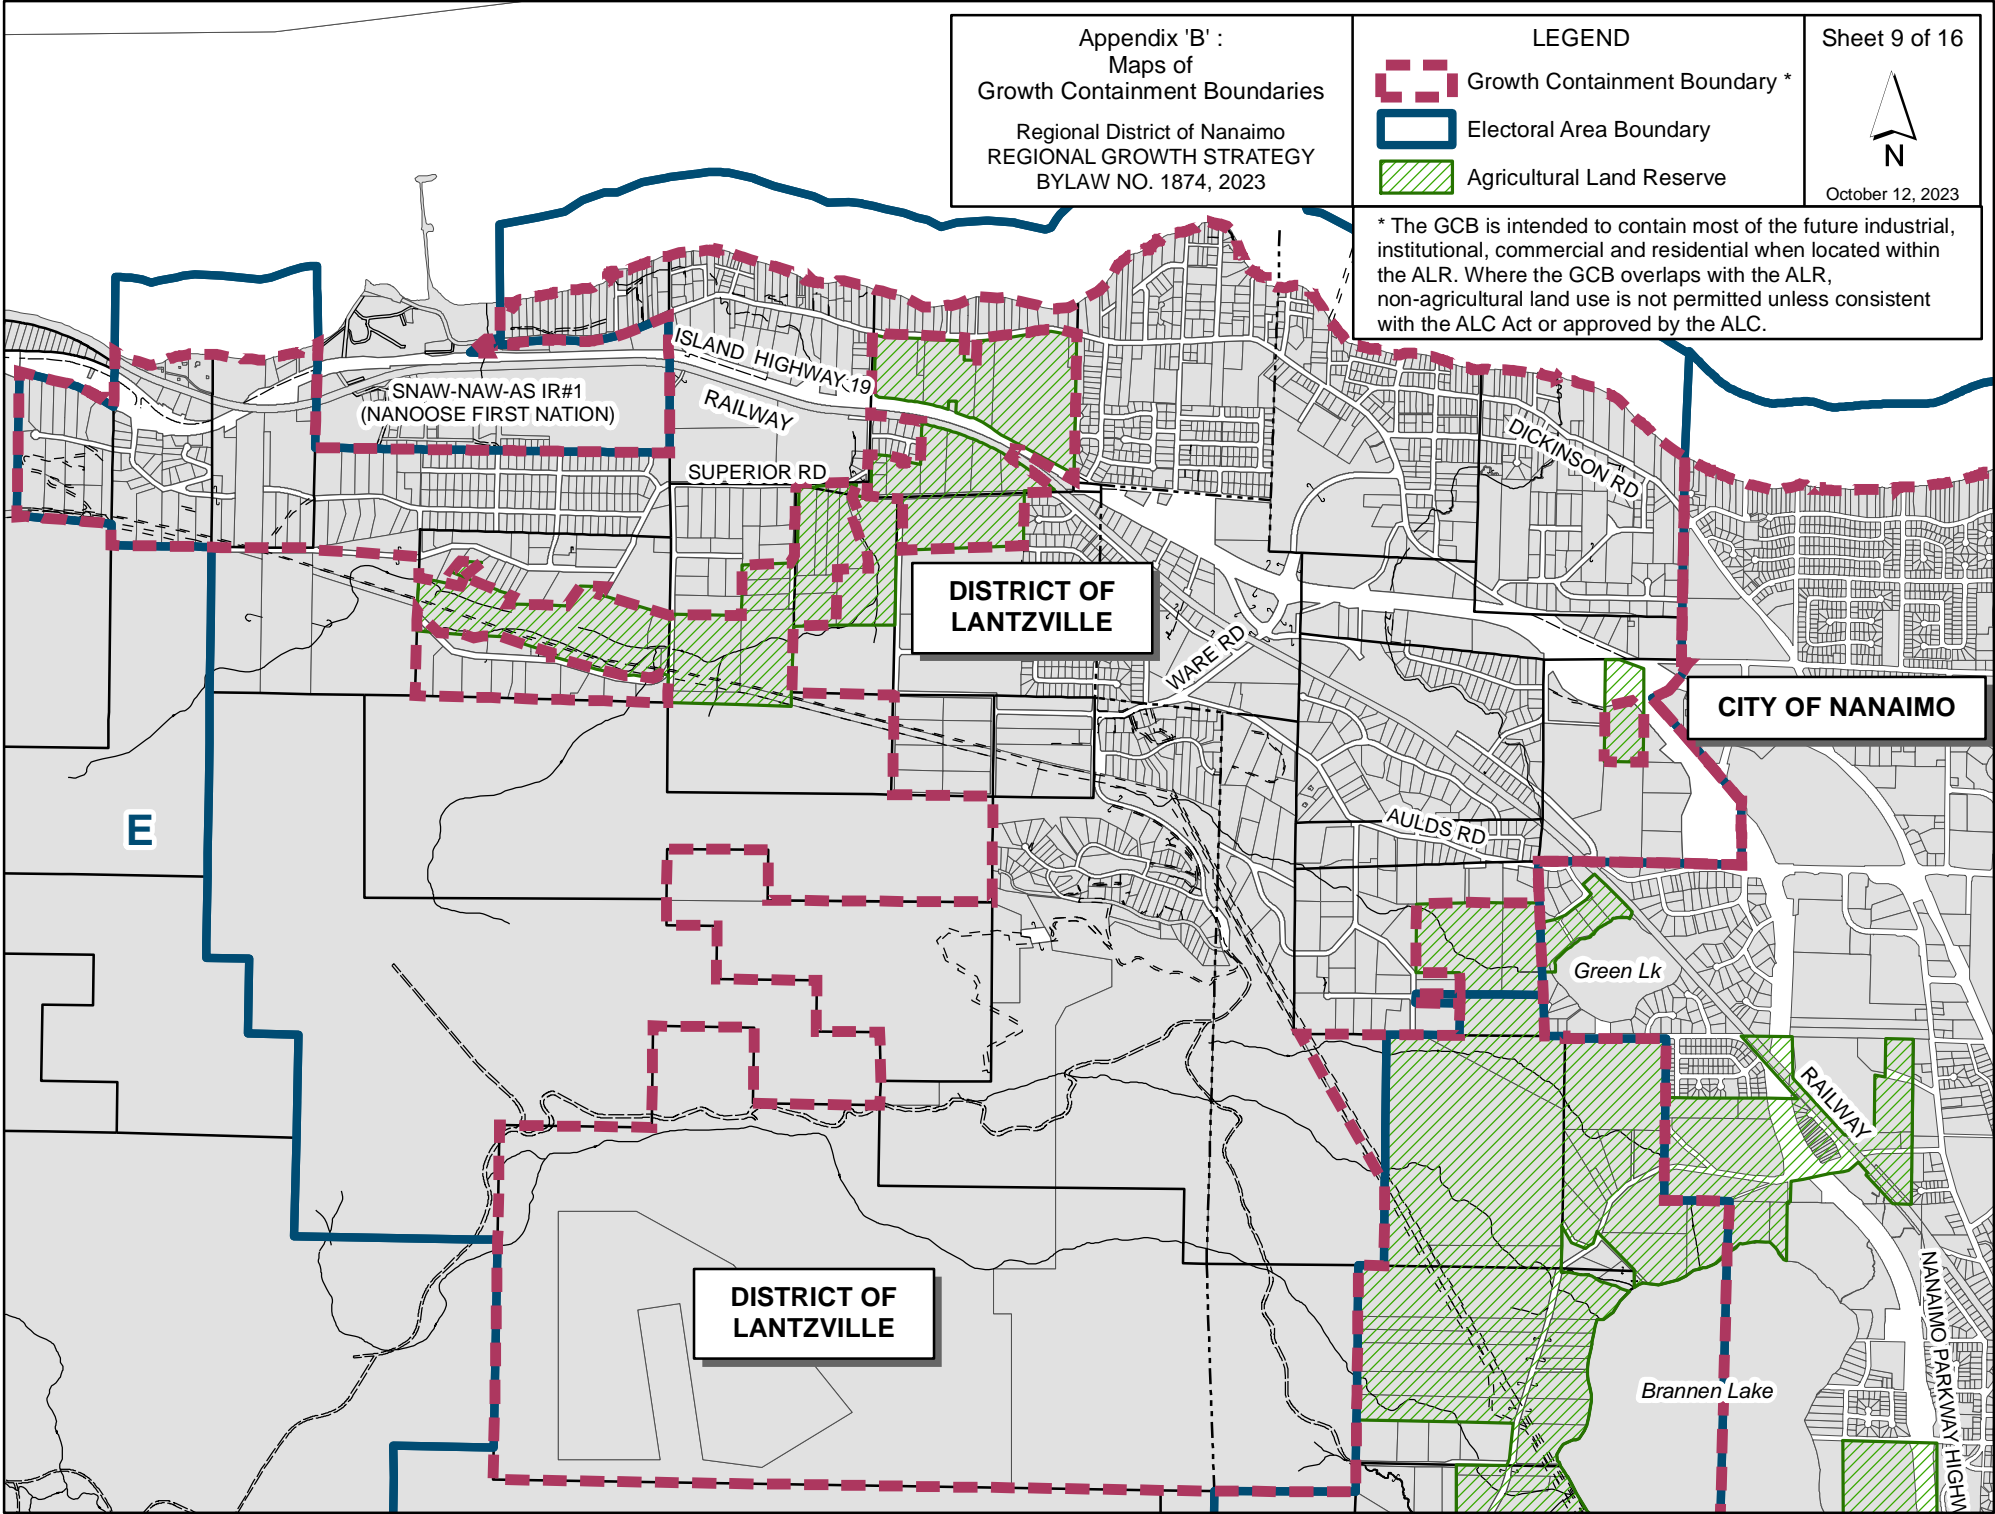 Appendix 'B' :
Maps of
Growth Containment Boundaries
Regional District of Nanaimo
REGIONAL GROWTH STRATEGY
BYLAW NO. 1874, 2023
LEGEND
Growth Containment Boundary *
Electoral Area Boundary
Agricultural Land Reserve
Sheet 9 of 16
N
October 12, 2023
* The GCB is intended to contain most of the future industrial,
institutional, commercial and residential when located within
the ALR. Where the GCB overlaps with the ALR,
non-agricultural land use is not permitted unless consistent
with the ALC Act or approved by the ALC.
ISLAND HIGHWAY 19
SNAW-NAW-AS IR#1
(NANOOSE FIRST NATION)
RAILWAY
SUPERIOR RD
DICKINSON RD
DISTRICT OF
LANTZVILLE
WARE RD
CITY OF NANAIMO
E
AULDS RD
Green Lk
RAILWAY
DISTRICT OF
LANTZVILLE
Brannen Lake
NANAIMO PARKWAY HIGHW